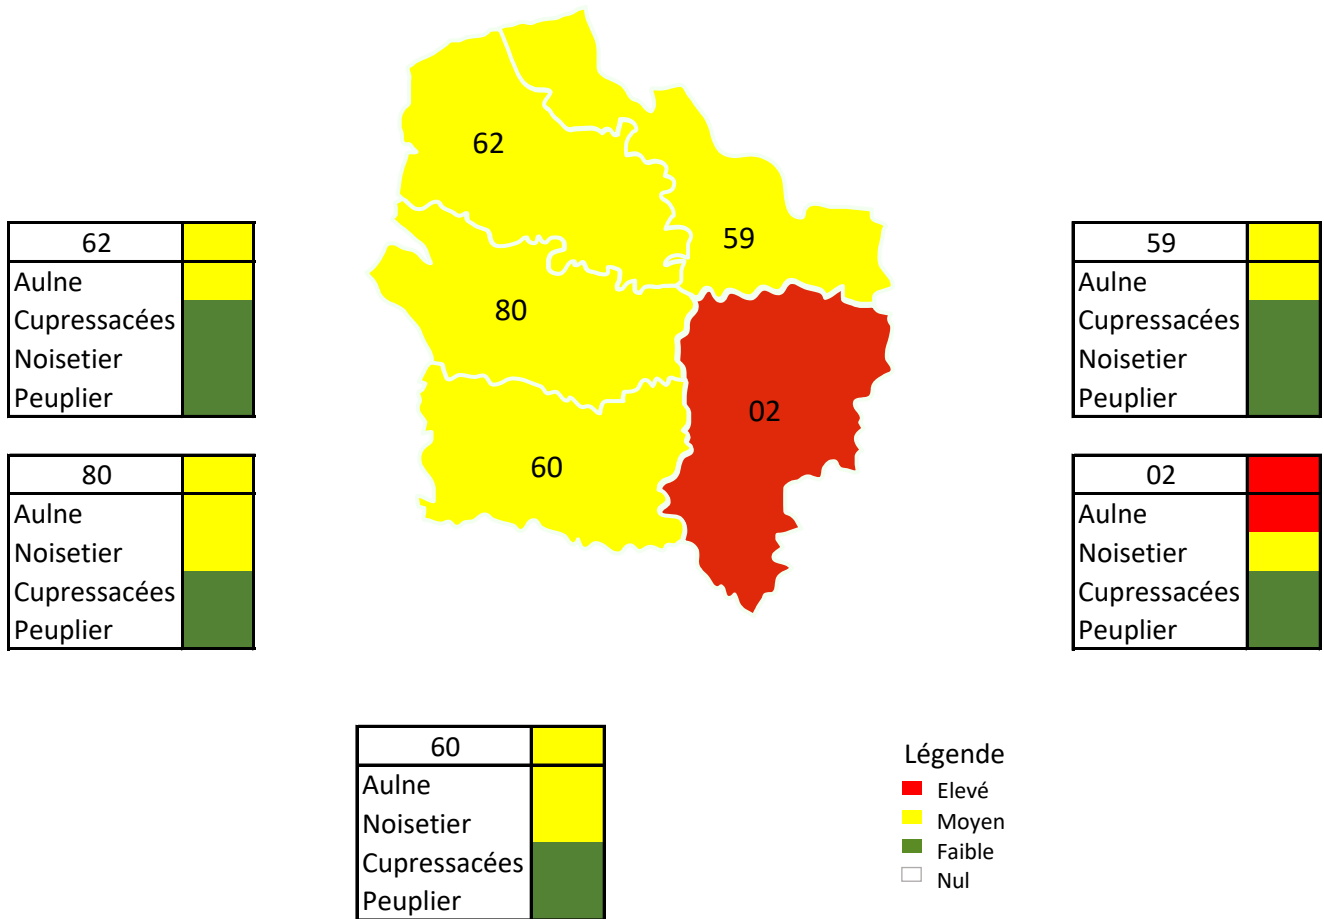 62
59
80
02
60
62
Aulne
Cupressacées
Noisetier
Peuplier
59
Aulne
Cupressacées
Noisetier
Peuplier
80
Aulne
Noisetier
Cupressacées
Peuplier
02
Aulne
Noisetier
Cupressacées
Peuplier
60
Aulne
Noisetier
Cupressacées
Peuplier
Légende
Elevé
Moyen
Faible
Nul